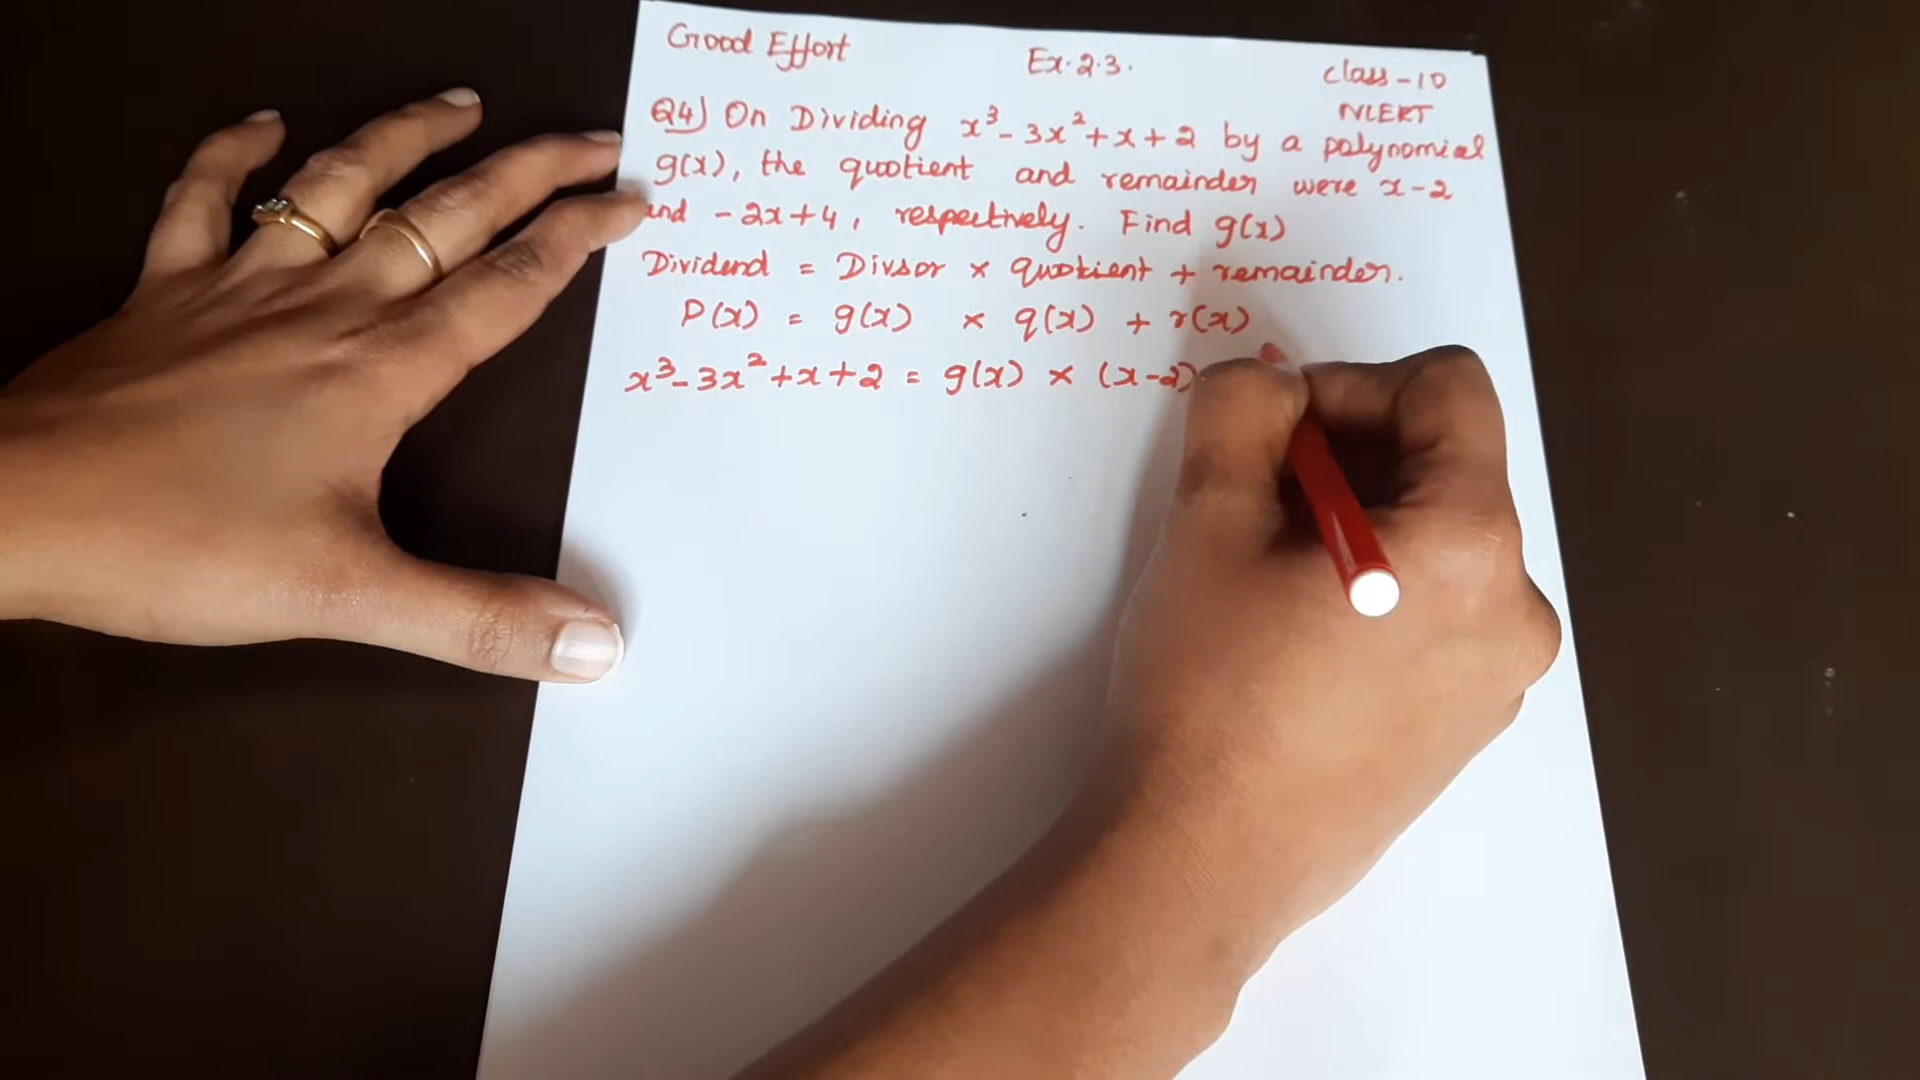 Good Effort Ex. 2.3. Class-10
NCERT
Q4) On Dividing x³ - 3x² + x + 2 by a polynomial
g(x), the quotient and remainder were x-2
and -2x+4, respectively. Find g(x)
Dividend = Divsor × quotient + remainder.
P(x) = g(x) × q(x) + r(x)
x³ - 3x² + x + 2 = g(x) × (x-2)